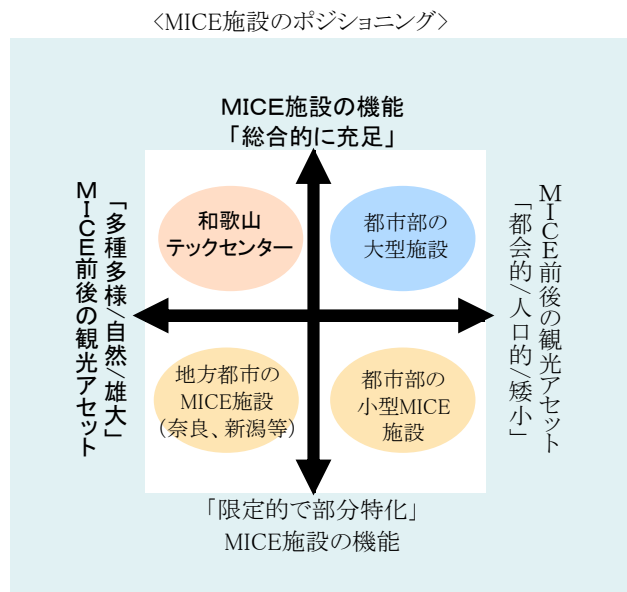 〈MICE施設のポジショニング〉
MICE施設の機能
「総合的に充足」
MICE前後の観光アセット
「多種多様/自然/雄大」
和歌山
テックセンター
都市部の
大型施設
MICE前後の観光アセット
「都会的/人口的/矮小」
地方都市の
MICE施設
(奈良、新潟等)
都市部の
小型MICE
施設
「限定的で部分特化」
MICE施設の機能